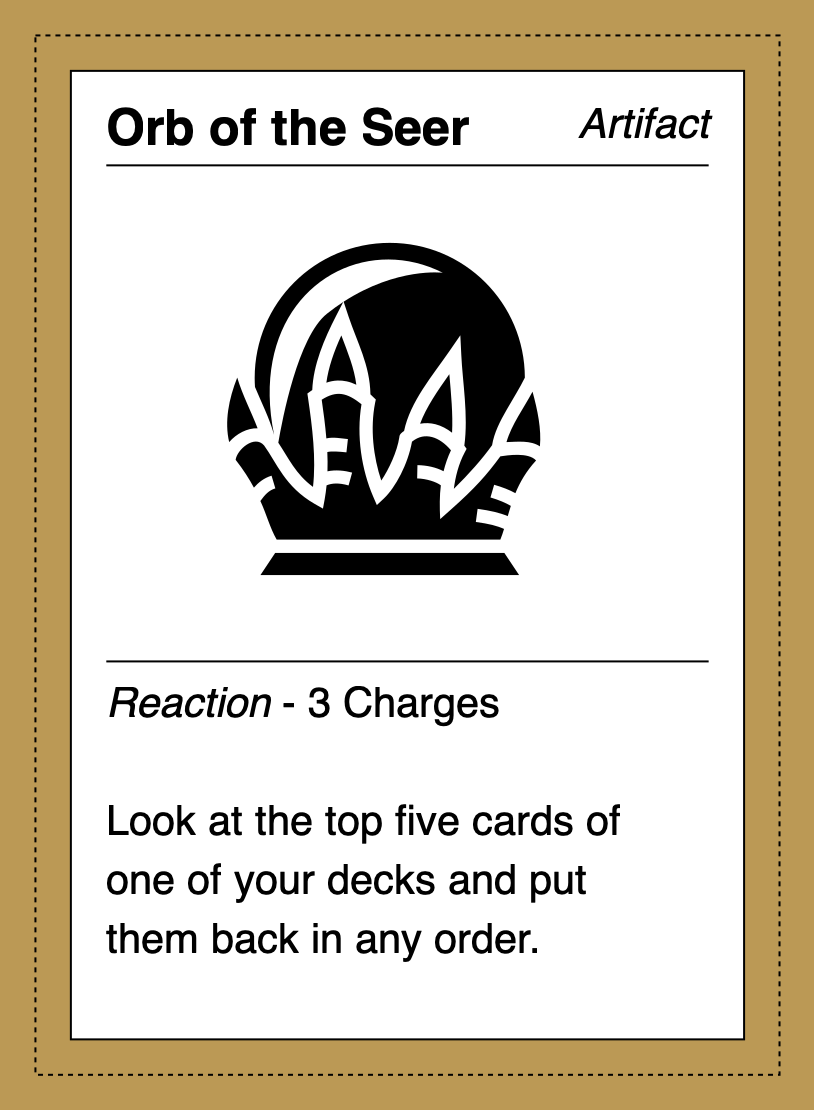 Orb of the Seer Artifact
Reaction - 3 Charges
Look at the top five cards of
one of your decks and put
them back in any order.